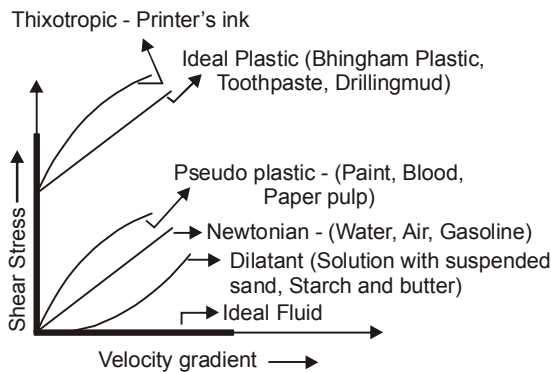 Thixotropic - Printer's ink
Ideal Plastic (Bhingham Plastic,
Toothpaste, Drillingmud)
Pseudo plastic - (Paint, Blood,
Paper pulp)
Newtonian - (Water, Air, Gasoline)
Dilatant (Solution with suspended
sand, Starch and butter)
Ideal Fluid
Shear Stress
Velocity gradient